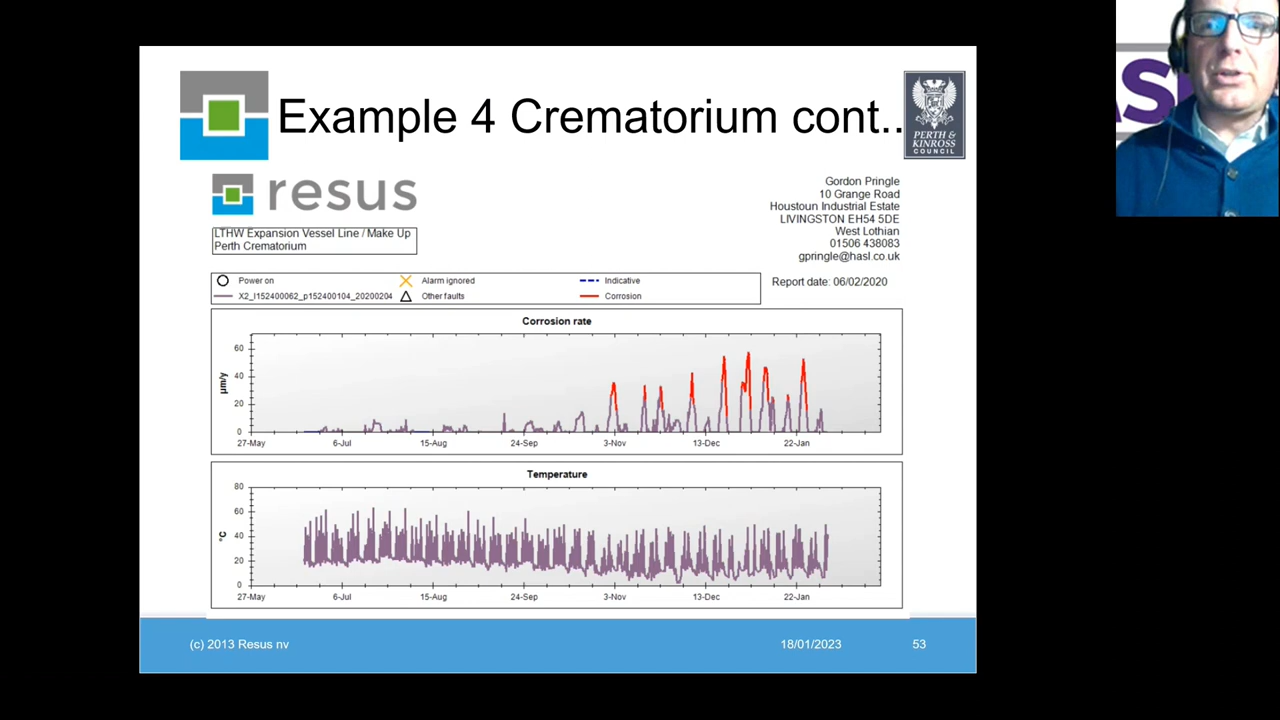 Example 4 Crematorium cont..
PERTH &
KINROSS
COUNCIL
resus
LTHW Expansion Vessel Line / Make Up
Perth Crematorium
Gordon Pringle
10 Grange Road
Houstoun Industrial Estate
LIVINGSTON EH54 5DE
West Lothian
01506 438083
gpringle@hasl.co.uk
Power on
Alarm ignored
Indicative
X2_I152400062_p152400104_20200204
Other faults
Corrosion
Report date: 06/02/2020
Corrosion rate
60
40
20
0
µm/y
27-May 6-Jul 15-Aug 24-Sep 3-Nov 13-Dec 22-Jan
Temperature
80
60
40
20
0
°C
27-May 6-Jul 15-Aug 24-Sep 3-Nov 13-Dec 22-Jan
(c) 2013 Resus nv
18/01/2023
53